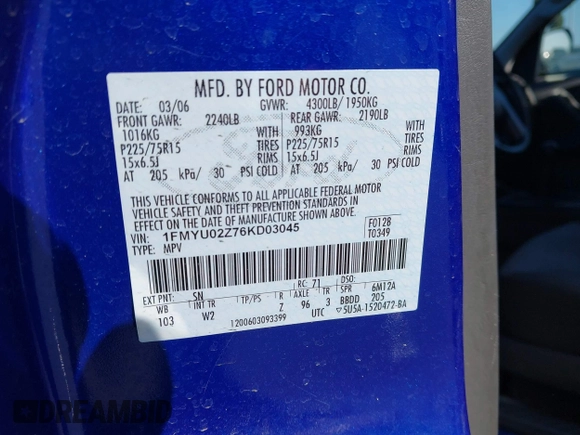 MFD. BY FORD MOTOR CO.
DATE: 03/06 GVWR: 4300LB/ 1950KG
FRONT GAWR: 2240LB REAR GAWR: 2190LB
1016KG WITH 993KG WITH
P225/75R15 TIRES P225/75R15 TIRES
15x6.5J RIMS 15x6.5J RIMS
AT 205 kPa/ 30 PSI COLD AT 205 kPa/ 30 PSI COLD
THIS VEHICLE CONFORMS TO ALL APPLICABLE FEDERAL MOTOR
VEHICLE SAFETY AND THEFT PREVENTION STANDARDS IN
EFFECT ON THE DATE OF MANUFACTURE SHOWN ABOVE.
VIN: 1FMYU02Z76KD03045 F0128
TYPE: MPV T0349
EXT PNT: SN RC: 71 DSO:
WB INT TR TP/PS R AXLE TR SPR 6M12A
103 W2 Z 96 3 BBDD 205
1200603093399 UTC ▽5U5A-1520472-BA
DREAMBID